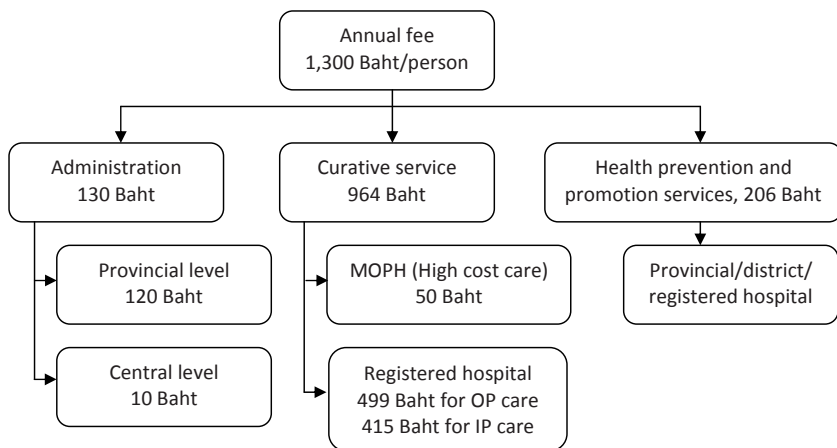 Annual fee
1,300 Baht/person
Administration
130 Baht
Curative service
964 Baht
Health prevention and
promotion services, 206 Baht
Provincial level
120 Baht
MOPH (High cost care)
50 Baht
Provincial/district/
registered hospital
Central level
10 Baht
Registered hospital
499 Baht for OP care
415 Baht for IP care